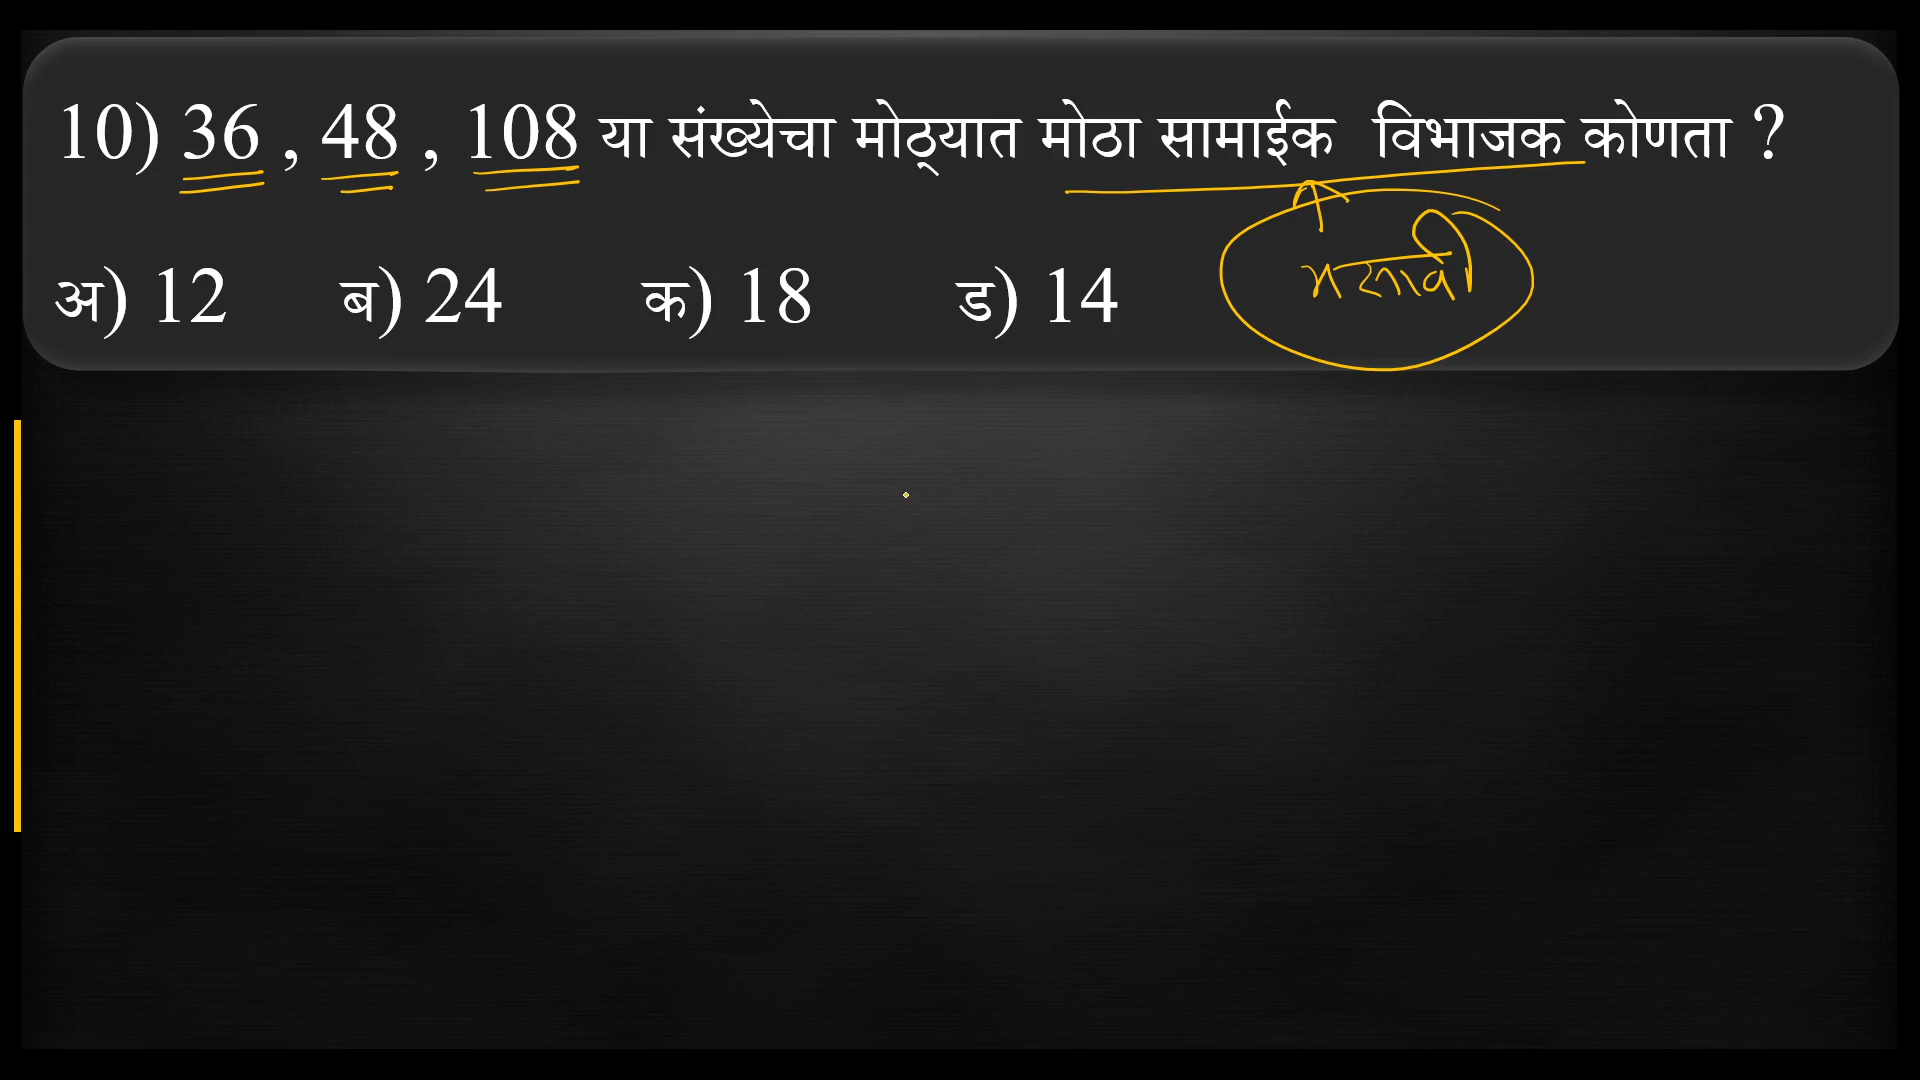 10) 36 , 48 , 108 या संख्येचा मोठ्यात मोठा सामाईक विभाजक कोणता ?
मसावी
अ) 12 ब) 24 क) 18 ड) 14